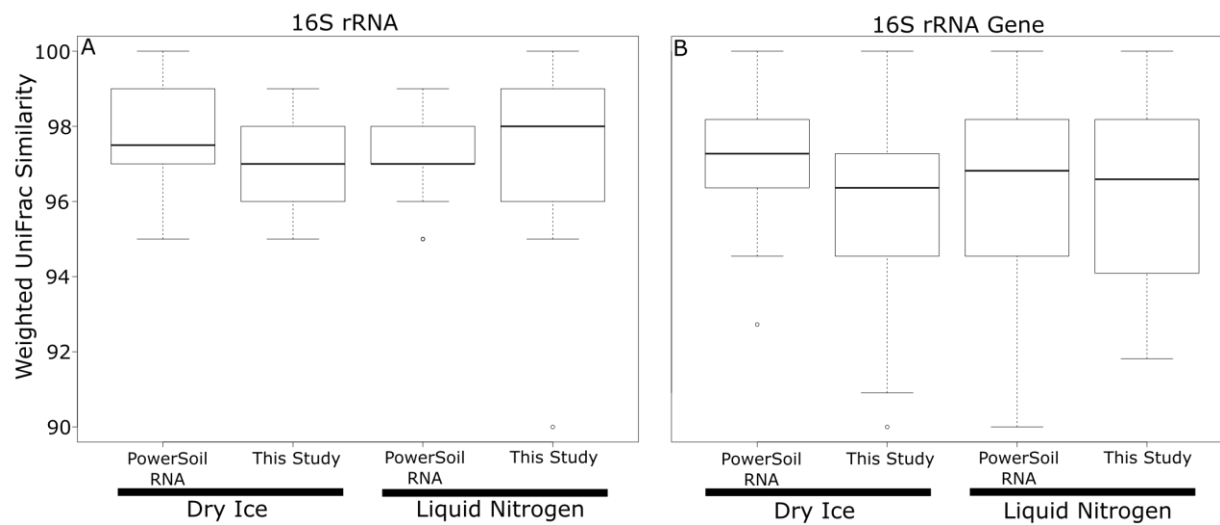 16S rRNA
16S rRNA Gene
A
B
Weighted UniFrac Similarity
100
98
96
94
92
90
PowerSoil
RNA
This Study
PowerSoil
RNA
This Study
PowerSoil
RNA
This Study
PowerSoil
RNA
This Study
Dry Ice
Liquid Nitrogen
Dry Ice
Liquid Nitrogen